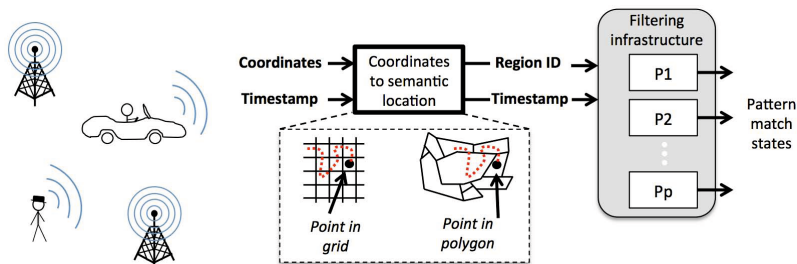 Coordinates
Timestamp
Coordinates
to semantic
location
Region ID
Timestamp
Filtering
infrastructure
P1
P2
Pp
Pattern
match
states
Point in
grid
Point in
polygon